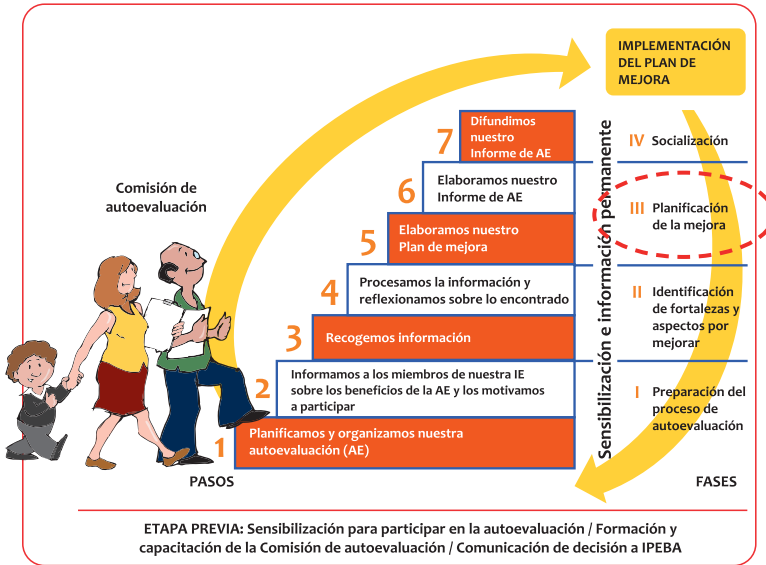 IMPLEMENTACIÓN
DEL PLAN DE
MEJORA
Comisión de
autoevaluación
7
Difundimos
nuestro
Informe de AE
6
Elaboramos nuestro
Informe de AE
5
Elaboramos nuestro
Plan de mejora
4
Procesamos la información y
reflexionamos sobre lo encontrado
3
Recogemos información
2
Informamos a los miembros de nuestra IE
sobre los beneficios de la AE y los motivamos
a participar
1
Planificamos y organizamos nuestra
autoevaluación (AE)
PASOS
Sensibilización e información permanente
IV Socialización
III Planificación
de la mejora
II Identificación
de fortalezas y
aspectos por
mejorar
I Preparación del
proceso de
autoevaluación
FASES
ETAPA PREVIA: Sensibilización para participar en la autoevaluación / Formación y
capacitación de la Comisión de autoevaluación / Comunicación de decisión a IPEBA